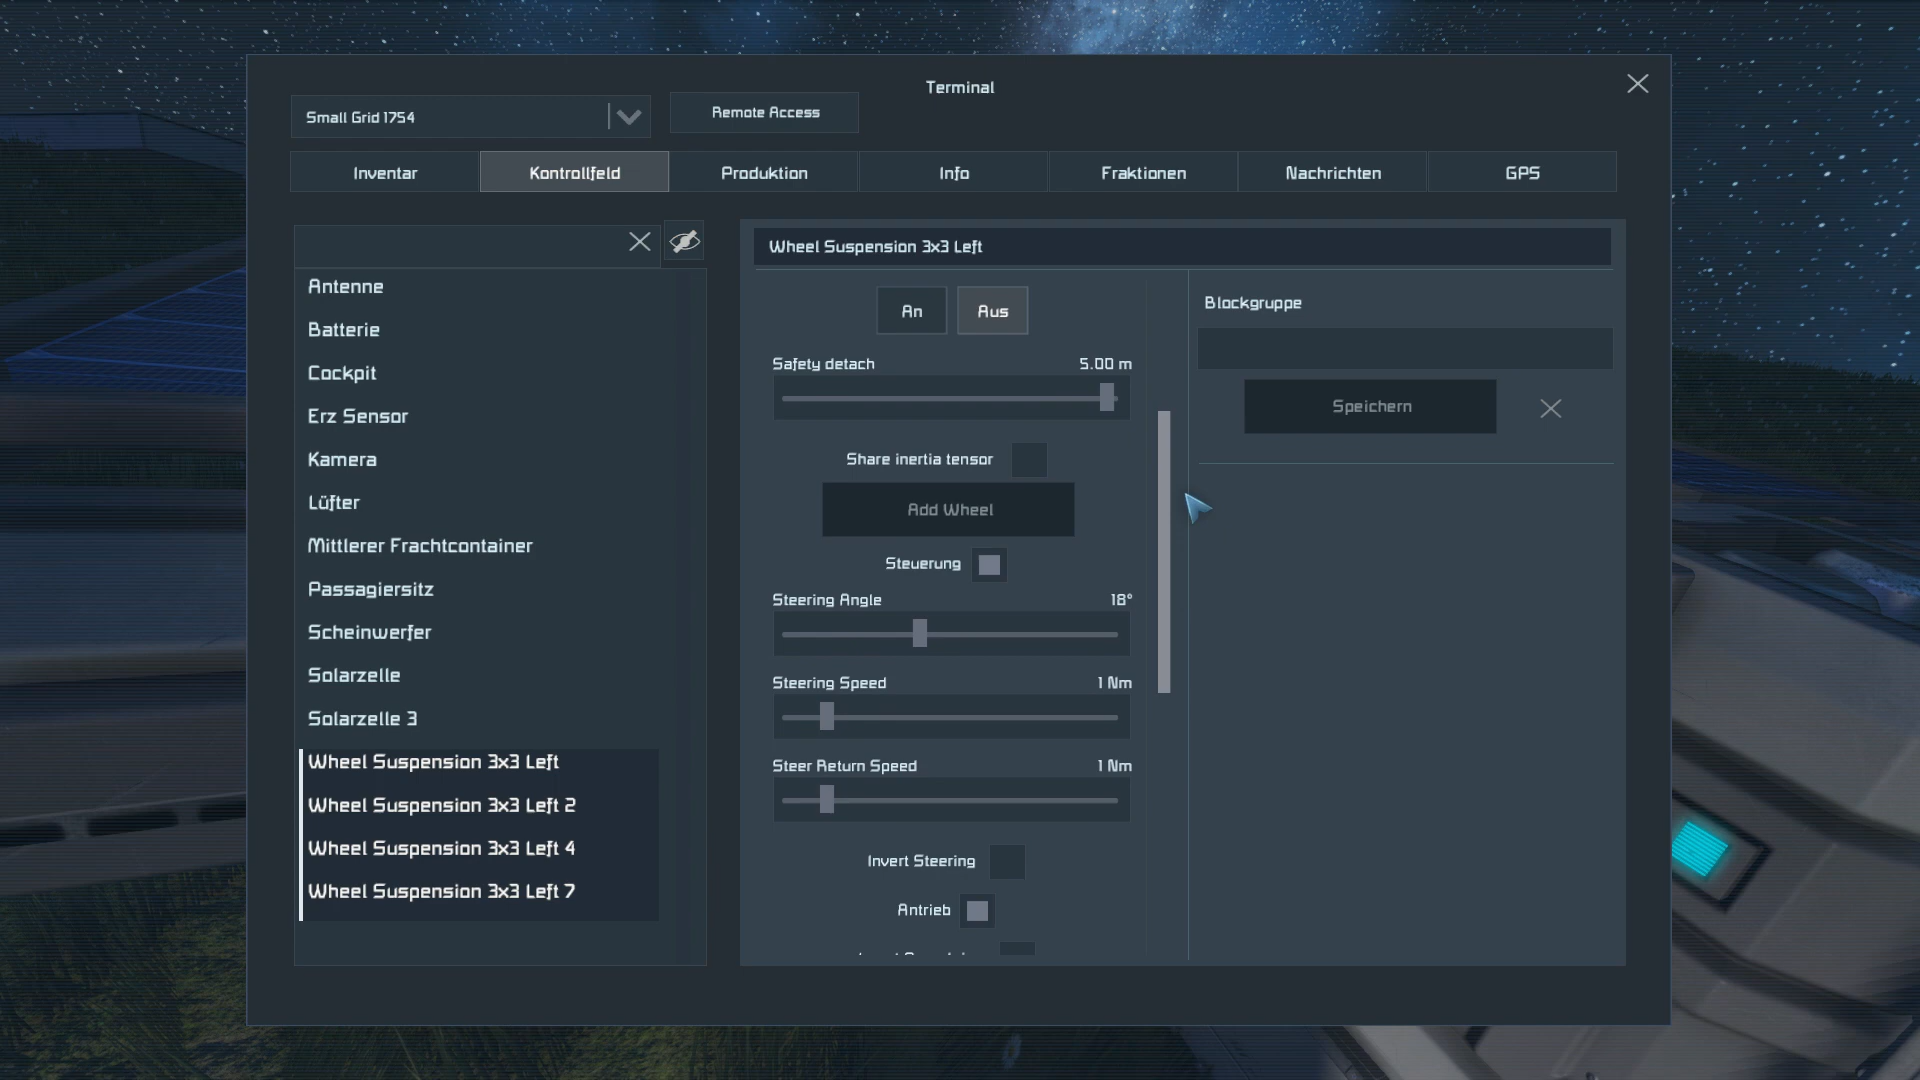 Terminal
Small Grid 1754
Remote Access
Inventar
Kontrollfeld
Produktion
Info
Fraktionen
Nachrichten
GPS
Antenne
Batterie
Cockpit
Erz Sensor
Kamera
Lüfter
Mittlerer Frachtcontainer
Passagiersitz
Scheinwerfer
Solarzelle
Solarzelle 3
Wheel Suspension 3x3 Left
Wheel Suspension 3x3 Left 2
Wheel Suspension 3x3 Left 4
Wheel Suspension 3x3 Left 7
Wheel Suspension 3x3 Left
An Aus
Safety detach 5.00 m
Share inertia tensor
Add Wheel
Steuerung
Steering Angle 18°
Steering Speed 1 Nm
Steer Return Speed 1 Nm
Invert Steering
Antrieb
Blockgruppe
Speichern